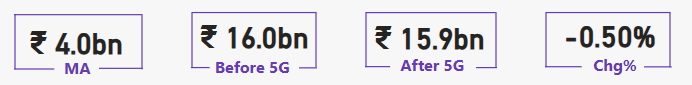 ₹ 4.0bn
MA
₹ 16.0bn
Before 5G
₹ 15.9bn
After 5G
-0.50%
Chg%